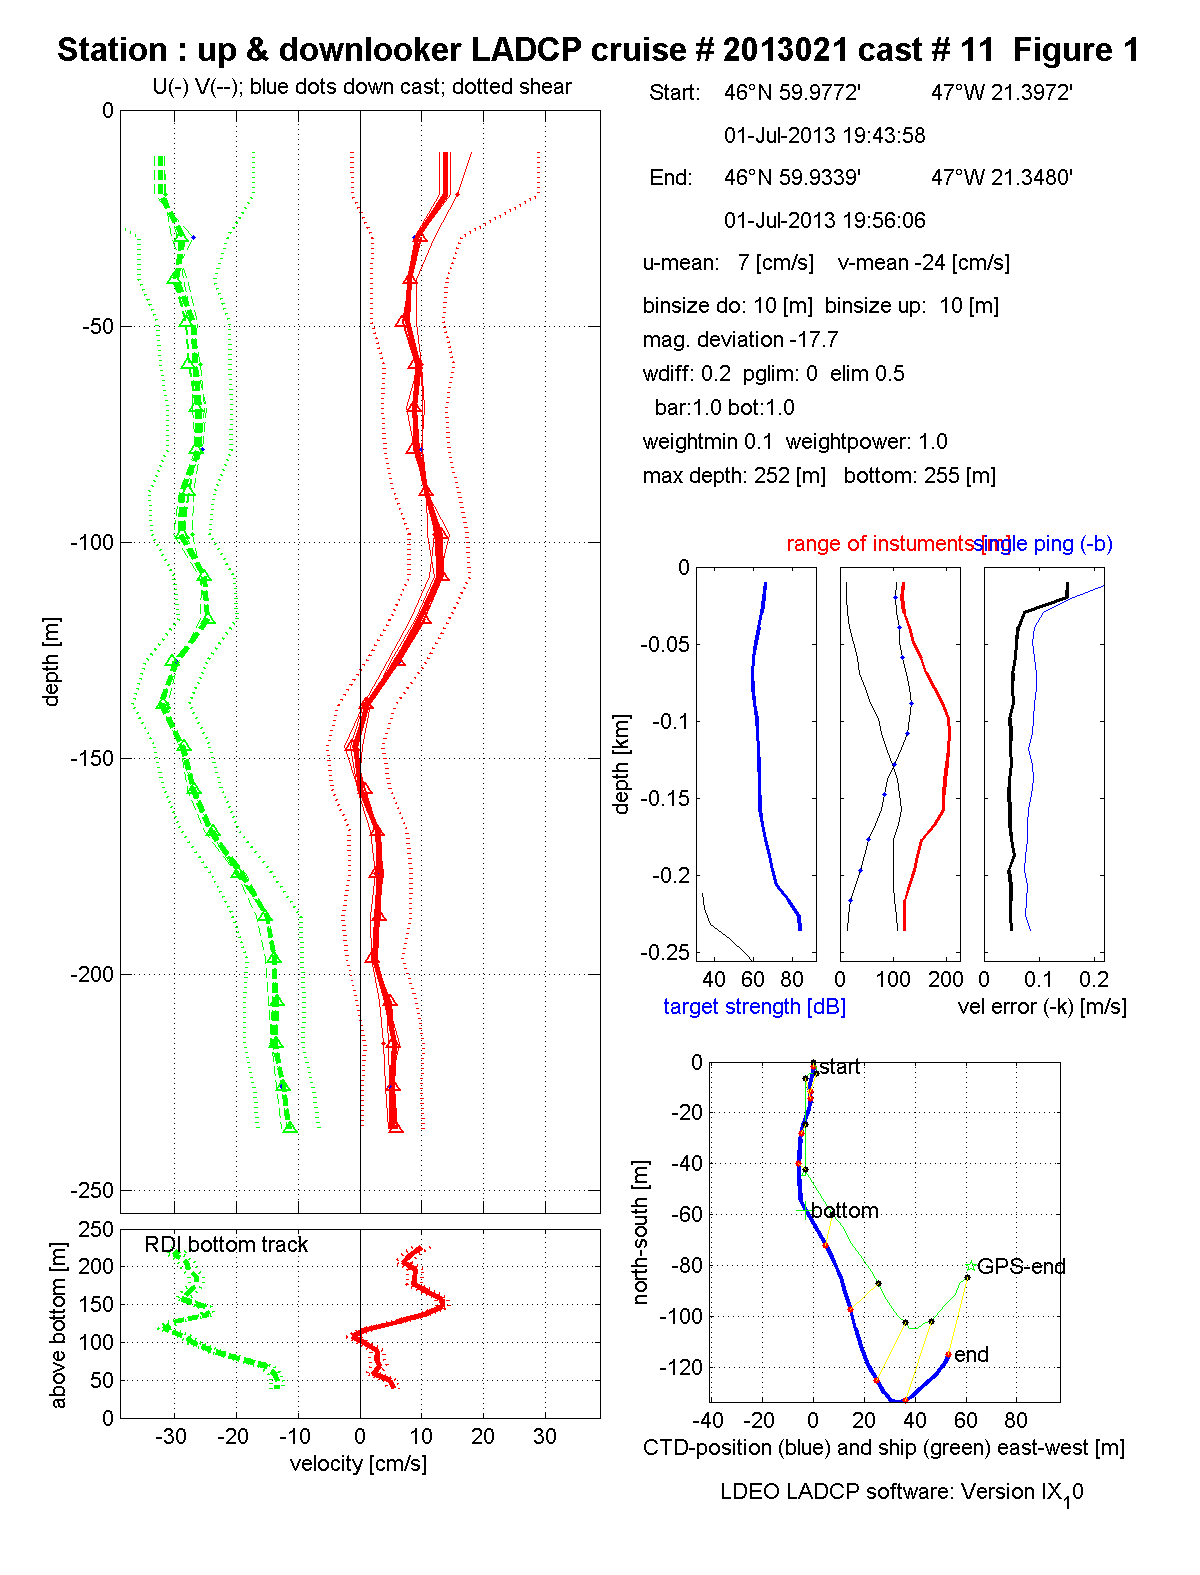 Station : up & downlooker LADCP cruise # 2013021 cast # 11  Figure 1
U(-) V(--); blue dots down cast; dotted shear
0
-50
-100
-150
-200
-250
depth [m]
Start: 46°N 59.9772' 47°W 21.3972'
01-Jul-2013 19:43:58
End: 46°N 59.9339' 47°W 21.3480'
01-Jul-2013 19:56:06
u-mean: 7 [cm/s] v-mean -24 [cm/s]
binsize do: 10 [m] binsize up: 10 [m]
mag. deviation -17.7
wdiff: 0.2 pglim: 0 elim 0.5
bar:1.0 bot:1.0
weightmin 0.1 weightpower: 1.0
max depth: 252 [m] bottom: 255 [m]
range of instuments [m]
single ping (-b)
0
-0.05
-0.1
-0.15
-0.2
-0.25
depth [km]
40 60 80
target strength [dB]
0 100 200
0 0.1 0.2
vel error (-k) [m/s]
RDI bottom track
250
200
150
100
50
0
above bottom [m]
-30 -20 -10 0 10 20 30
velocity [cm/s]
start
bottom
GPS-end
end
0
-20
-40
-60
-80
-100
-120
north-south [m]
-40 -20 0 20 40 60 80
CTD-position (blue) and ship (green) east-west [m]
LDEO LADCP software: Version IX10